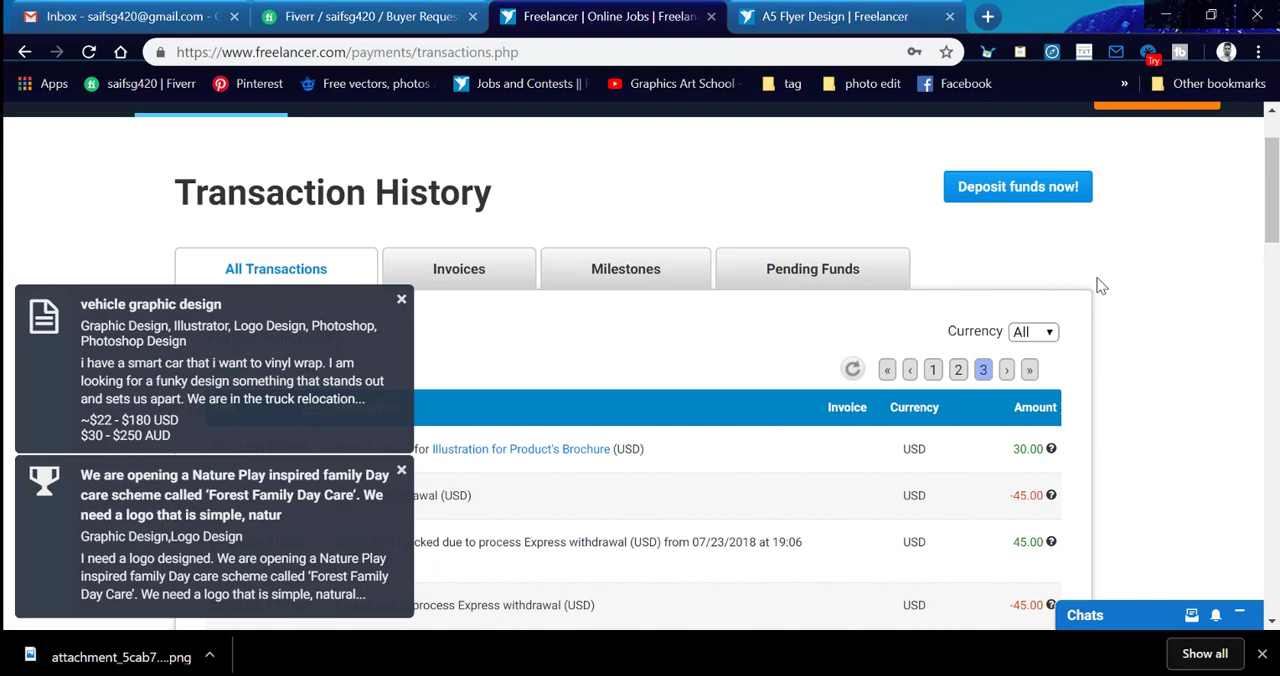 Inbox - saifsg420@gmail.com - G
Fiverr / saifsg420 / Buyer Reques
Freelancer | Online Jobs | Freelan
A5 Flyer Design | Freelancer
https://www.freelancer.com/payments/transactions.php
TXT
Try
Apps
saifsg420 | Fiverr
Pinterest
Free vectors, photos
Jobs and Contests ||
Graphics Art School -
tag
photo edit
Facebook
»
Other bookmarks
Transaction History
Deposit funds now!
All Transactions
Invoices
Milestones
Pending Funds
vehicle graphic design
Graphic Design, Illustrator, Logo Design, Photoshop,
Photoshop Design
i have a smart car that i want to vinyl wrap. I am
looking for a funky design something that stands out
and sets us apart. We are in the truck relocation...
~$22 - $180 USD
$30 - $250 AUD
Currency All
« ‹ 1 2 3 › »
Invoice Currency Amount
for Illustration for Product's Brochure (USD) USD 30.00
(USD) USD -45.00
due to process Express withdrawal (USD) from 07/23/2018 at 19:06 USD 45.00
process Express withdrawal (USD) USD -45.00
We are opening a Nature Play inspired family Day
care scheme called ‘Forest Family Day Care’. We
need a logo that is simple, natur
Graphic Design,Logo Design
I need a logo designed. We are opening a Nature Play
inspired family Day care scheme called ‘Forest Family
Day Care’. We need a logo that is simple, natural...
Chats
attachment_5cab7....png
Show all